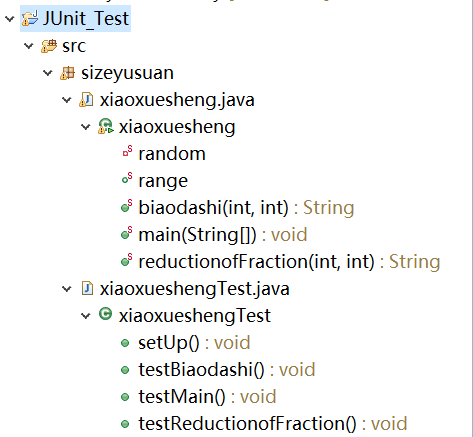 JUnit_Test
src
sizeyusuan
xiaoxuesheng.java
xiaoxuesheng
random
range
biaodashi(int, int) : String
main(String[]) : void
reductionofFraction(int, int) : String
xiaoxueshengTest.java
xiaoxueshengTest
setUp() : void
testBiaodashi() : void
testMain() : void
testReductionofFraction() : void